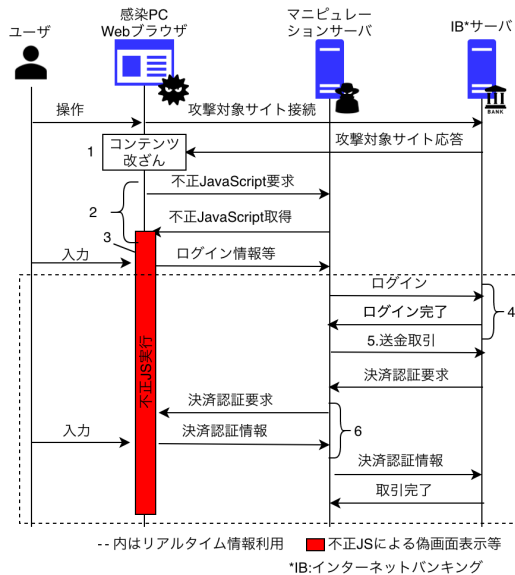 ユーザ
感染PC
Webブラウザ
マニピュレー
ションサーバ
IB*サーバ
BANK
操作
攻撃対象サイト接続
1
コンテンツ
改ざん
攻撃対象サイト応答
不正JavaScript要求
2
不正JavaScript取得
3
入力
ログイン情報等
ログイン
ログイン完了
4
5.送金取引
不正JS実行
決済認証要求
決済認証要求
入力
決済認証情報
6
決済認証情報
取引完了
- - 内はリアルタイム情報利用
不正JSによる偽画面表示等
*IB:インターネットバンキング